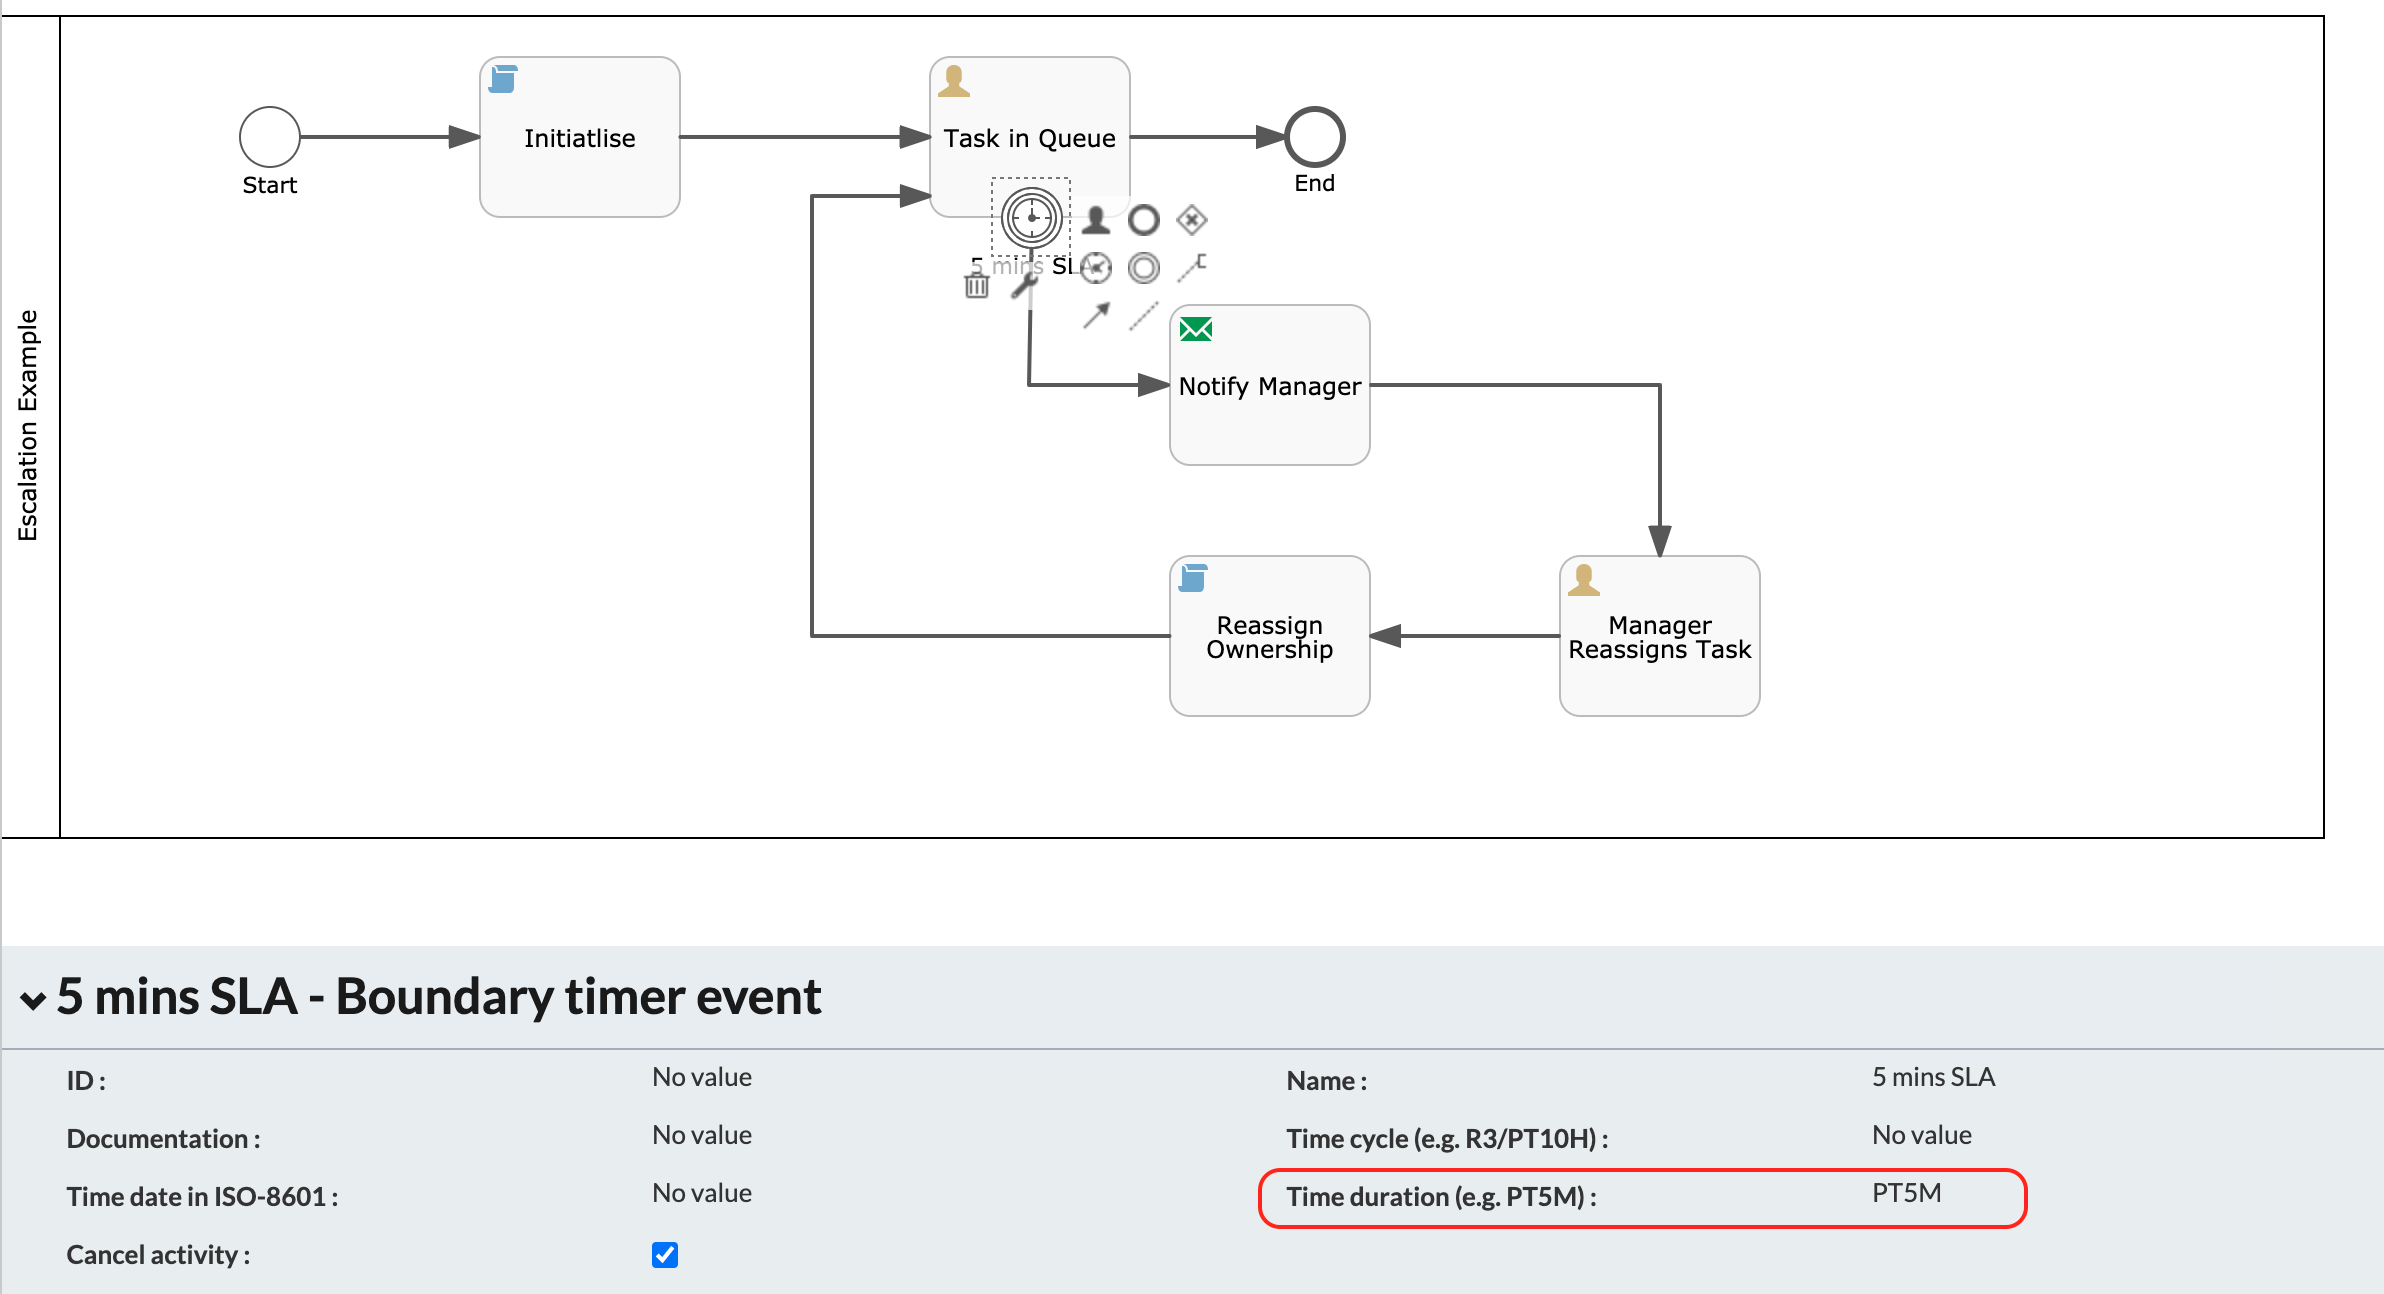 Escalation Example
Start
Initiatlise
Task in Queue
End
5 mins SLA
Notify Manager
Reassign
Ownership
Manager
Reassigns Task
5 mins SLA - Boundary timer event
ID : No value
Name : 5 mins SLA
Documentation : No value
Time cycle (e.g. R3/PT10H) : No value
Time date in ISO-8601 : No value
Time duration (e.g. PT5M) : PT5M
Cancel activity :